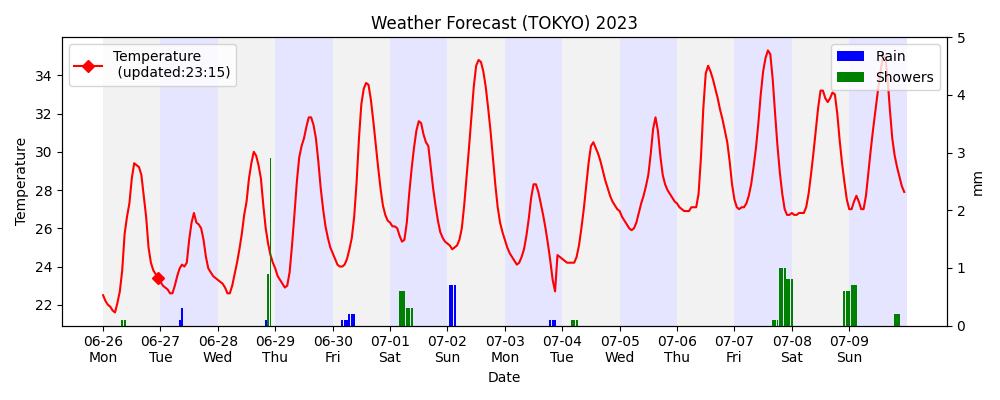 Weather Forecast (TOKYO) 2023
Temperature
(updated:23:15)
Rain
Showers
Temperature
34
32
30
28
26
24
22
5
4
3
2
1
0
mm
06-26 06-27 06-28 06-29 06-30 07-01 07-02 07-03 07-04 07-05 07-06 07-07 07-08 07-09
Mon Tue Wed Thu Fri Sat Sun Mon Tue Wed Thu Fri Sat Sun
Date